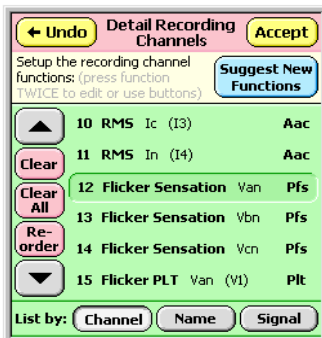 ← Undo Detail Recording Channels Accept
Setup the recording channel
functions: (press function
TWICE to edit or use buttons)
Suggest New
Functions
10 RMS Ic (I3) Aac
Clear
11 RMS In (I4) Aac
Clear
All
12 Flicker Sensation Van Pfs
13 Flicker Sensation Vbn Pfs
Re-
order
14 Flicker Sensation Vcn Pfs
15 Flicker PLT Van (V1) Plt
List by: Channel Name Signal